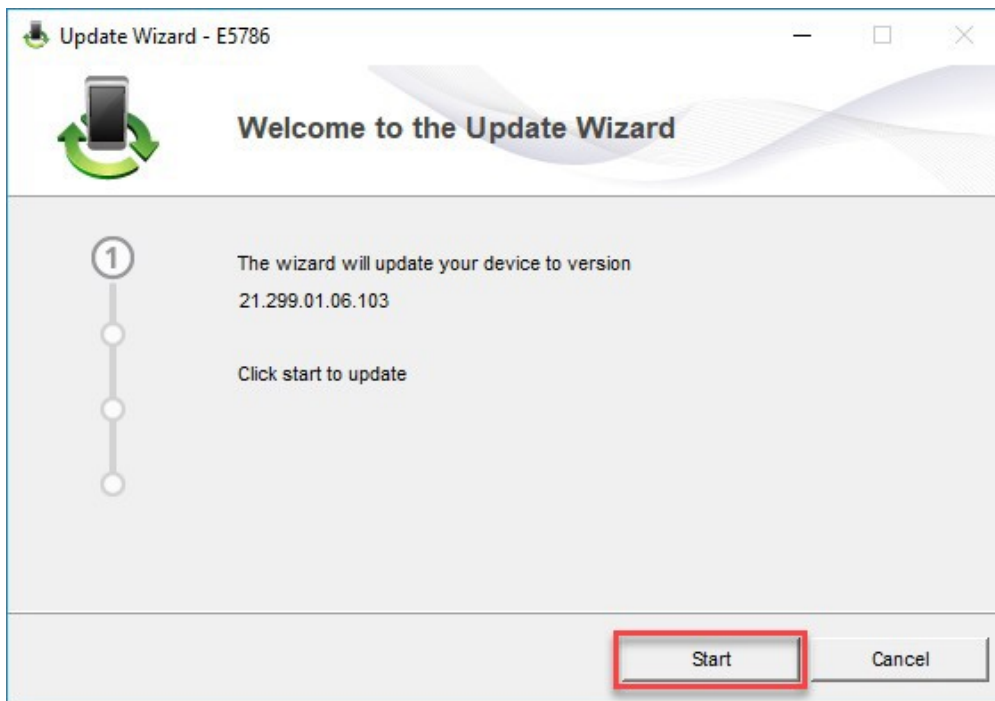 Update Wizard - E5786
Welcome to the Update Wizard
1
The wizard will update your device to version
21.299.01.06.103
Click start to update
Start
Cancel